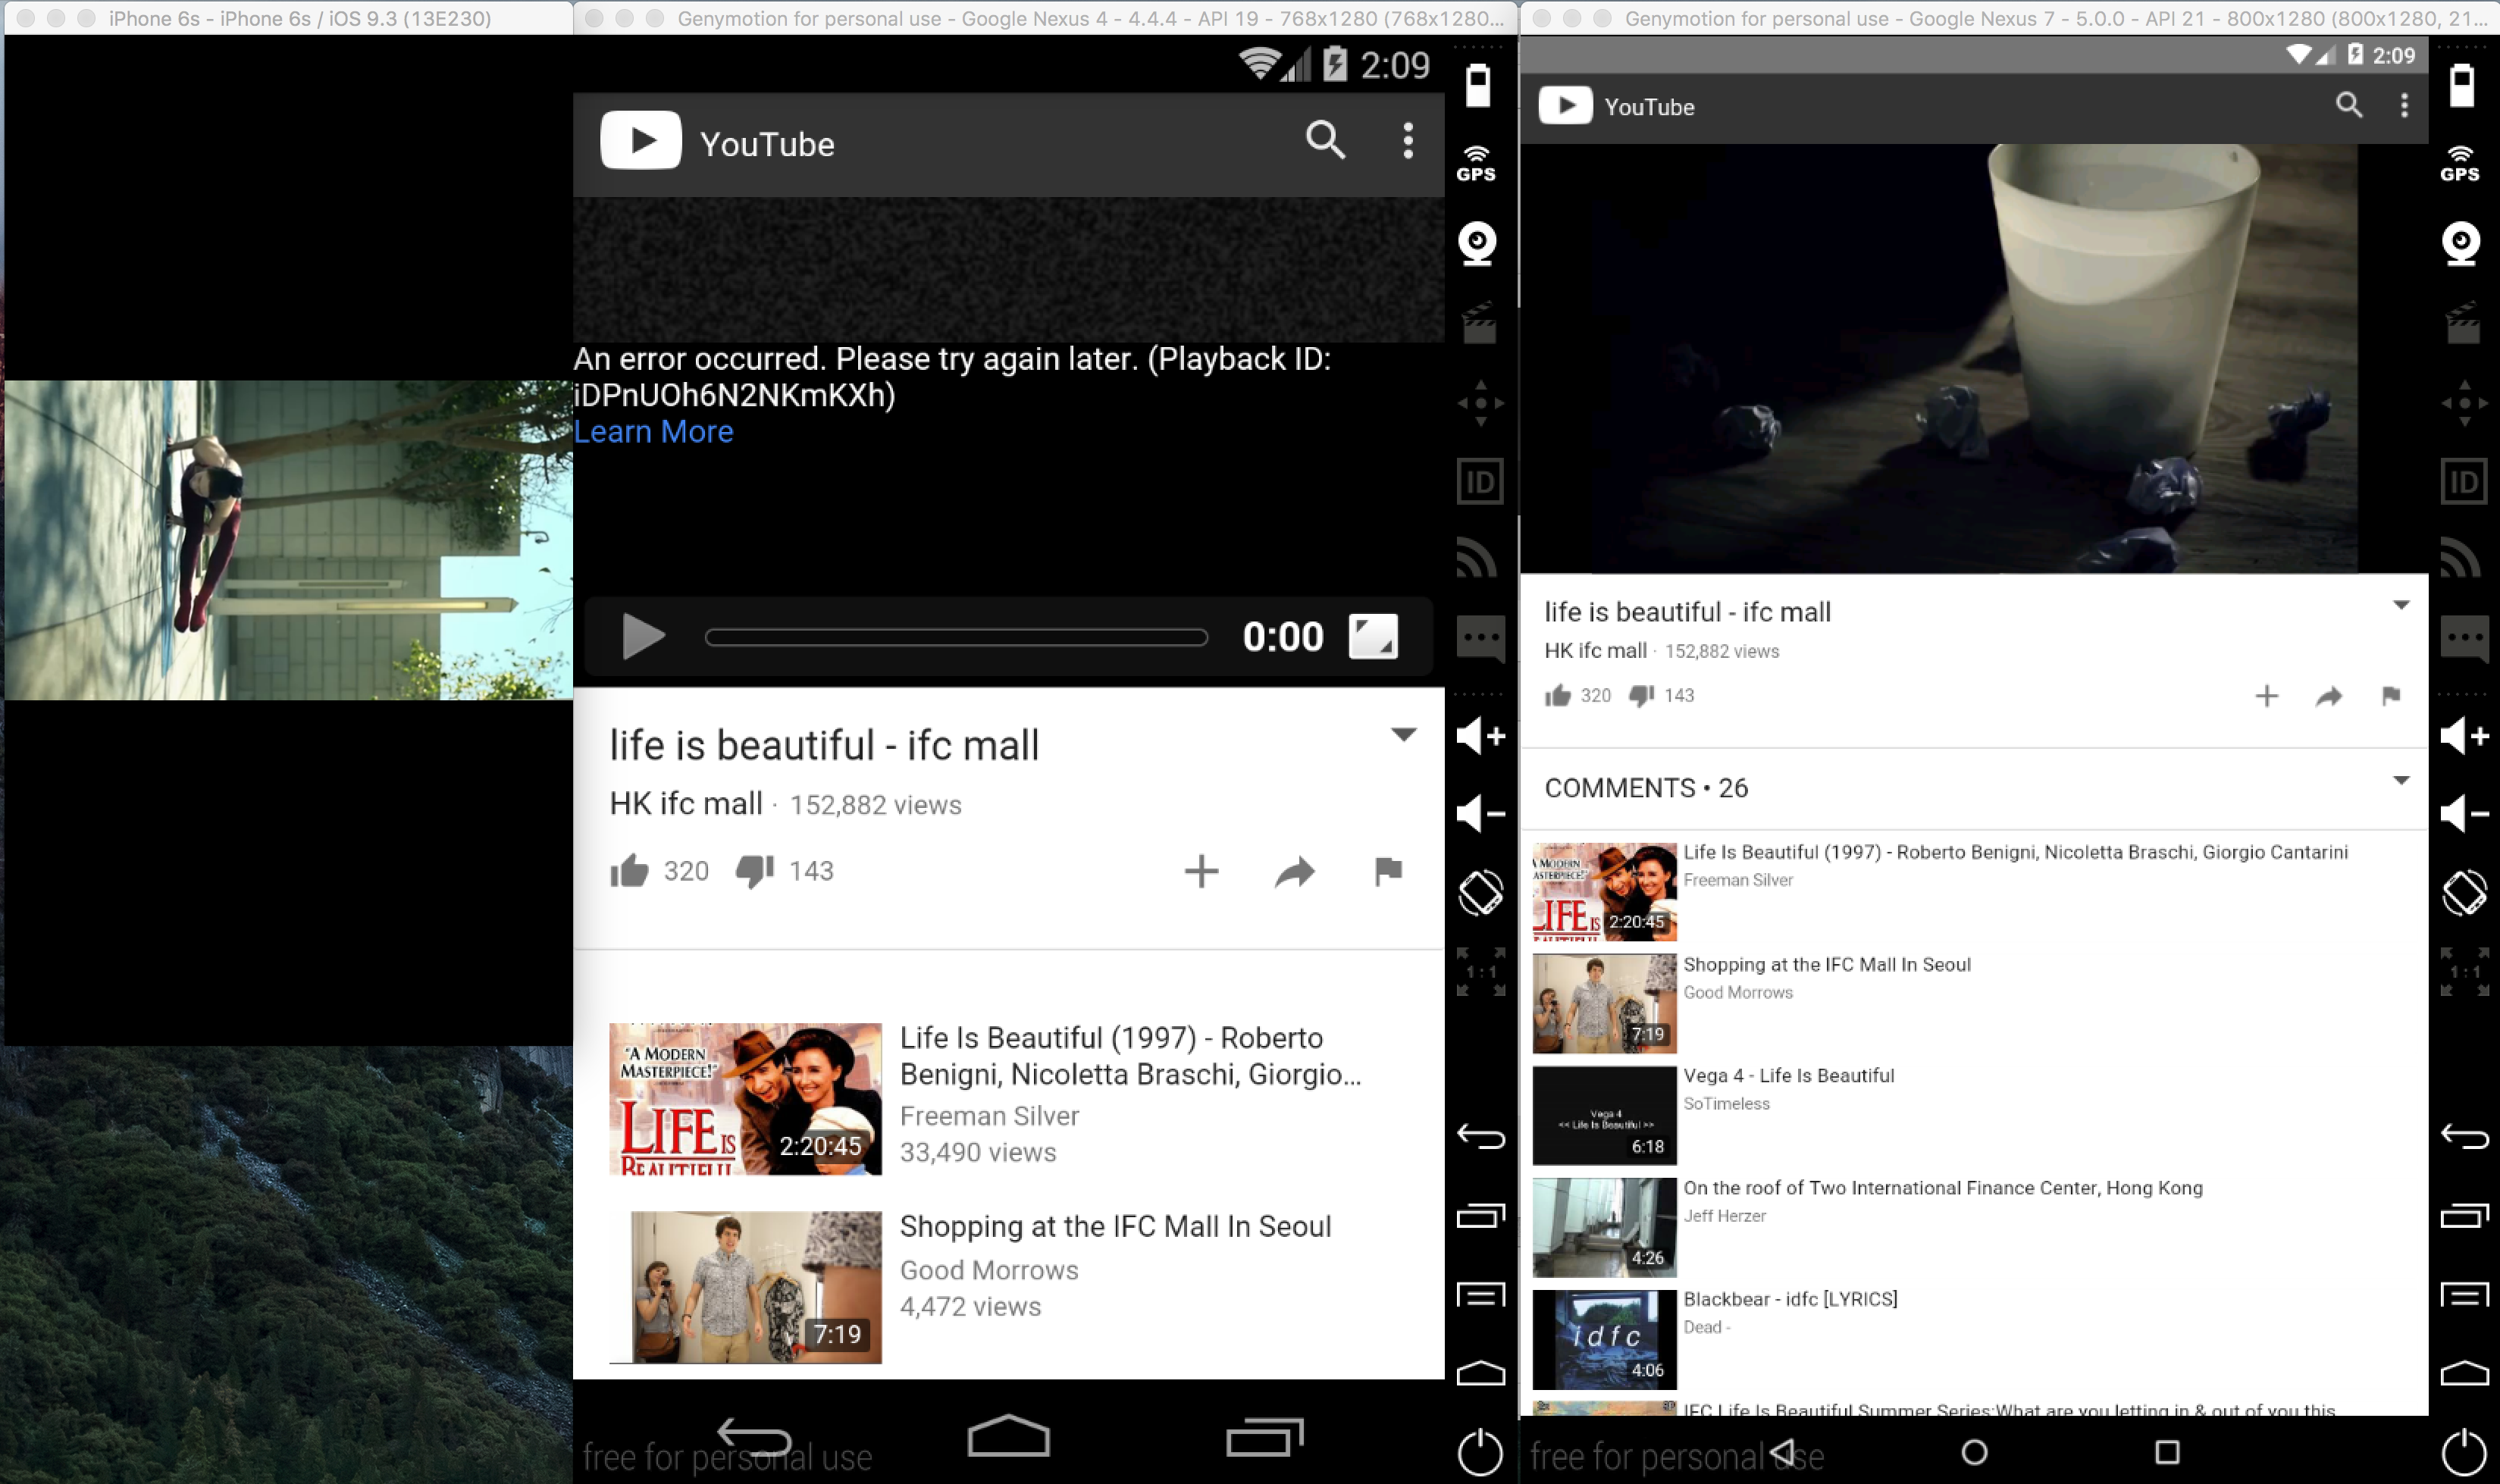 iPhone 6s - iPhone 6s / iOS 9.3 (13E230)
Genymotion for personal use - Google Nexus 4 - 4.4.4 - API 19 - 768x1280 (768x1280...
2:09
YouTube
An error occurred. Please try again later. (Playback ID:
iDPnUOh6N2NKmKXh)
Learn More
0:00
life is beautiful - ifc mall
HK ifc mall · 152,882 views
320 143
"A MODERN
MASTERPIECE!"
LIFE IS
BEAUTIFUL
2:20:45
Life Is Beautiful (1997) - Roberto
Benigni, Nicoletta Braschi, Giorgio...
Freeman Silver
33,490 views
7:19
Shopping at the IFC Mall In Seoul
Good Morrows
4,472 views
free for personal use
GPS
ID
1:1
Genymotion for personal use - Google Nexus 7 - 5.0.0 - API 21 - 800x1280 (800x1280, 21...
2:09
YouTube
life is beautiful - ifc mall
HK ifc mall · 152,882 views
320 143
COMMENTS • 26
A MODERN
LIFE IS
BEAUTIFUL
2:20:45
Life Is Beautiful (1997) - Roberto Benigni, Nicoletta Braschi, Giorgio Cantarini
Freeman Silver
7:19
Shopping at the IFC Mall In Seoul
Good Morrows
Vega 4
<< Life Is Beautiful >>
6:18
Vega 4 - Life Is Beautiful
SoTimeless
4:26
On the roof of Two International Finance Center, Hong Kong
Jeff Herzer
idfc
4:06
Blackbear - idfc [LYRICS]
Dead -
IFC Life Is Beautiful Summer Series:What are you letting in & out of you this
free for personal use
GPS
ID
1:1